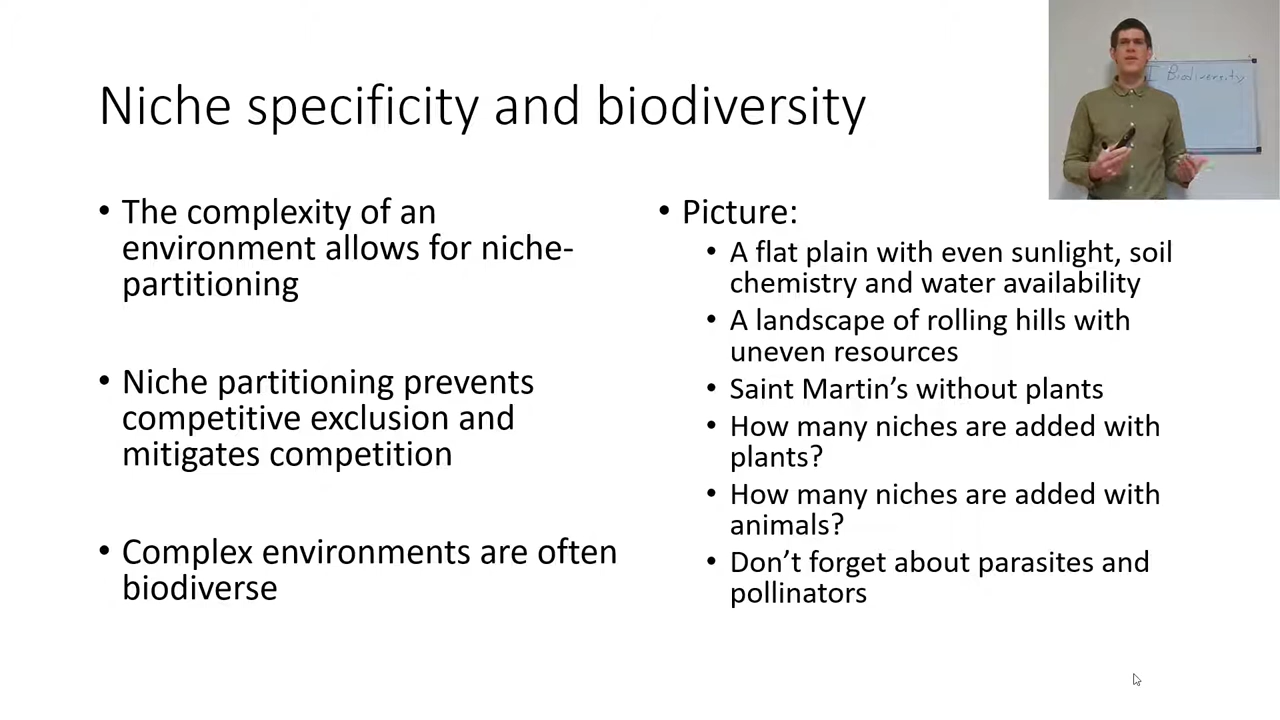 Niche specificity and biodiversity
• The complexity of an
environment allows for niche-
partitioning
• Niche partitioning prevents
competitive exclusion and
mitigates competition
• Complex environments are often
biodiverse
• Picture:
• A flat plain with even sunlight, soil
chemistry and water availability
• A landscape of rolling hills with
uneven resources
• Saint Martin’s without plants
• How many niches are added with
plants?
• How many niches are added with
animals?
• Don’t forget about parasites and
pollinators
I Biodiversity